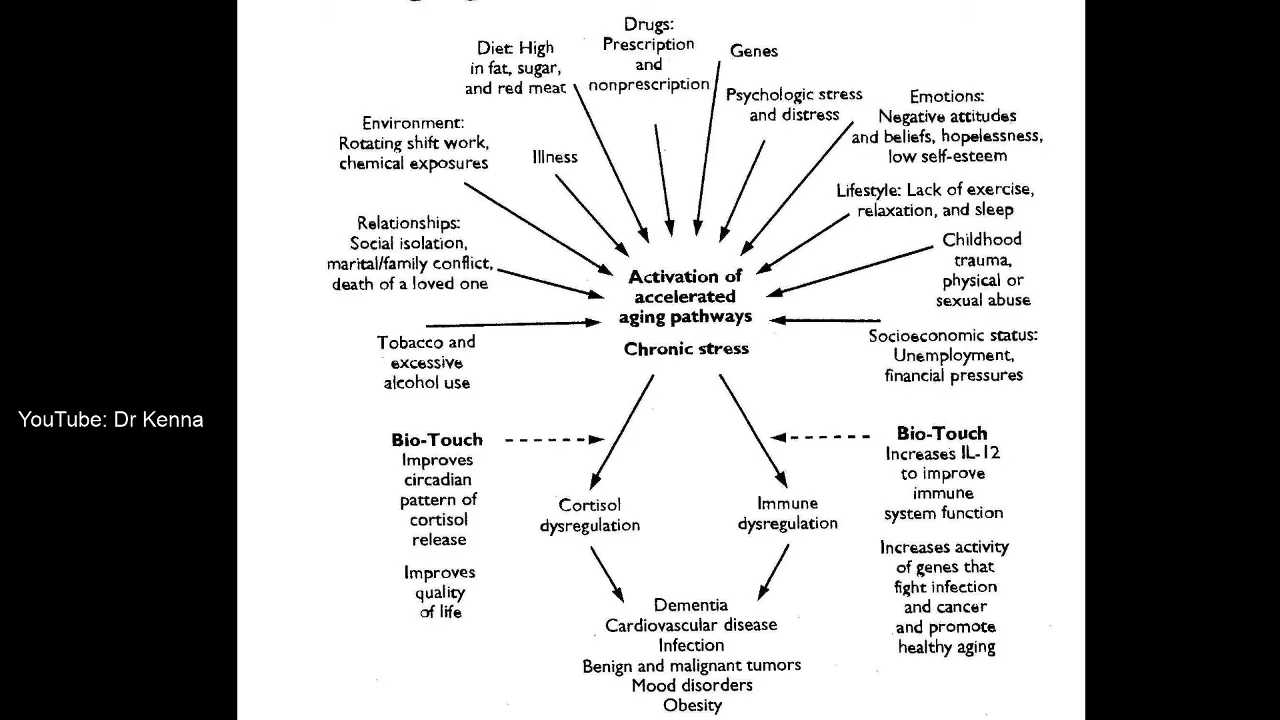 Drugs:
Prescription
and
nonprescription
Diet: High
in fat, sugar,
and red meat
Genes
Psychologic stress
and distress
Emotions:
Negative attitudes
and beliefs, hopelessness,
low self-esteem
Environment:
Rotating shift work,
chemical exposures
Illness
Lifestyle: Lack of exercise,
relaxation, and sleep
Relationships:
Social isolation,
marital/family conflict,
death of a loved one
Childhood
trauma,
physical or
sexual abuse
Activation of
accelerated
aging pathways
Chronic stress
Tobacco and
excessive
alcohol use
Socioeconomic status:
Unemployment,
financial pressures
YouTube: Dr Kenna
Bio-Touch
Improves
circadian
pattern of
cortisol
release
Improves
quality
of life
Cortisol
dysregulation
Immune
dysregulation
Bio-Touch
Increases IL-12
to improve
immune
system function
Increases activity
of genes that
fight infection
and cancer
and promote
healthy aging
Dementia
Cardiovascular disease
Infection
Benign and malignant tumors
Mood disorders
Obesity